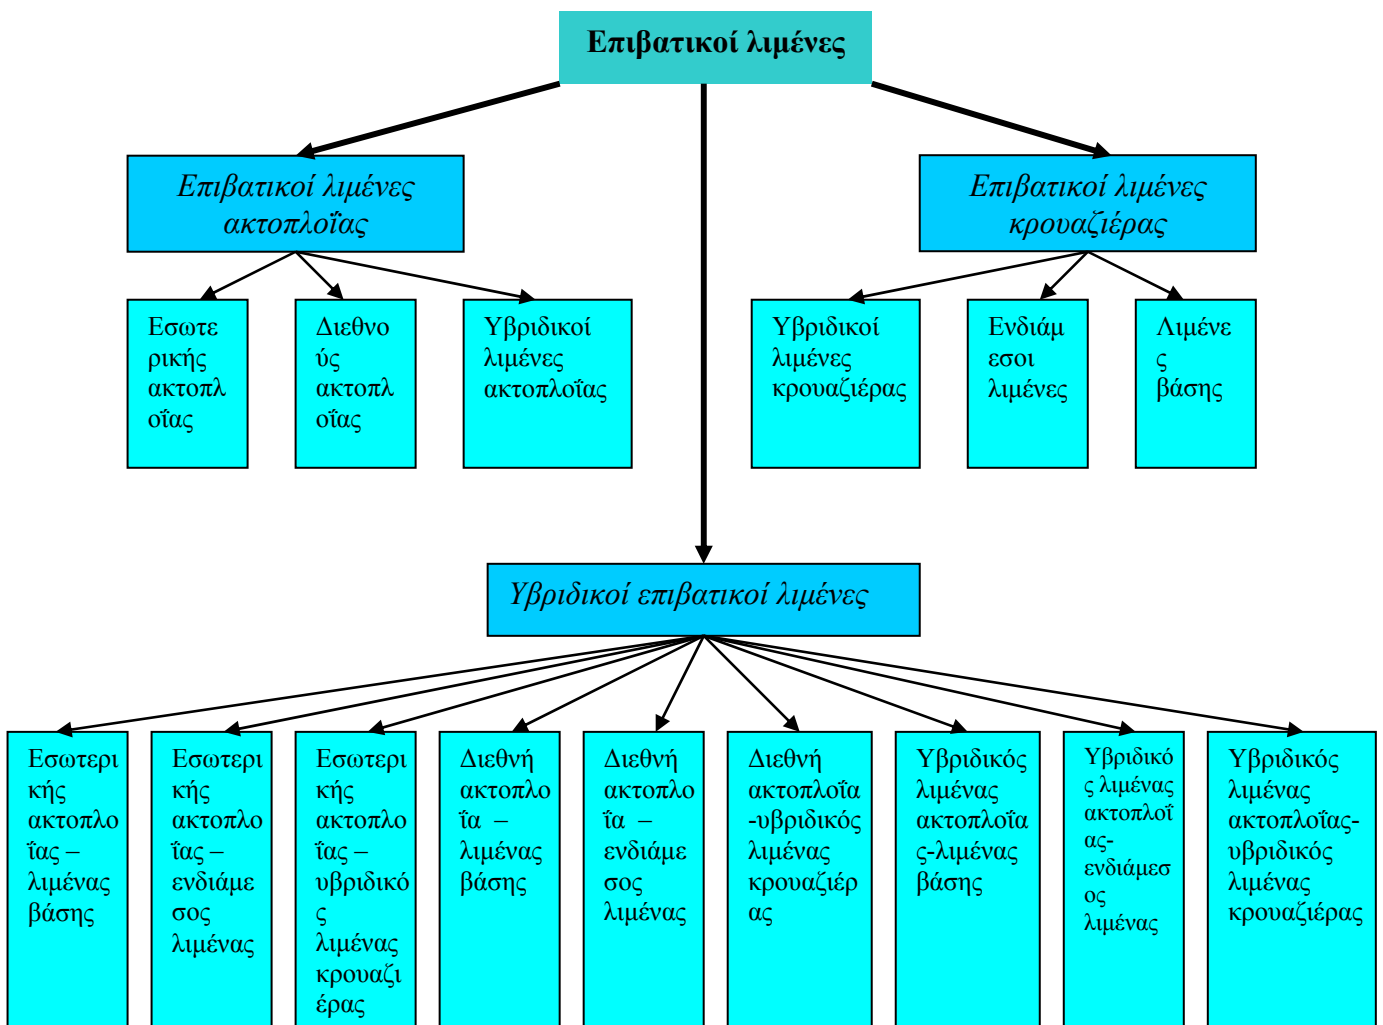 Επιβατικοί λιμένες
Επιβατικοί λιμένες
ακτοπλοΐας
Επιβατικοί λιμένες
κρουαζιέρας
Εσωτε
ρικής
ακτοπλ
οΐας
Διεθνο
ύς
ακτοπλ
οΐας
Υβριδικοί
λιμένες
ακτοπλοΐας
Υβριδικοί
λιμένες
κρουαζιέρας
Ενδιάμ
εσοι
λιμένες
Λιμένε
ς
βάσης
Υβριδικοί επιβατικοί λιμένες
Εσωτερι
κής
ακτοπλο
ΐας –
λιμένας
βάσης
Εσωτερι
κής
ακτοπλο
ΐας –
ενδιάμε
σος
λιμένας
Εσωτερι
κής
ακτοπλο
ΐας –
υβριδικό
ς
λιμένας
κρουαζι
έρας
Διεθνή
ακτοπλο
ΐα –
λιμένας
βάσης
Διεθνή
ακτοπλο
ΐα –
ενδιάμε
σος
λιμένας
Διεθνή
ακτοπλοΐα
-υβριδικός
λιμένας
κρουαζιέρ
ας
Υβριδικός
λιμένας
ακτοπλοΐα
ς-λιμένας
βάσης
Υβριδικό
ς λιμένας
ακτοπλοΐ
ας-
ενδιάμεσ
ος
λιμένας
Υβριδικός
λιμένας
ακτοπλοΐας-
υβριδικός
λιμένας
κρουαζιέρας